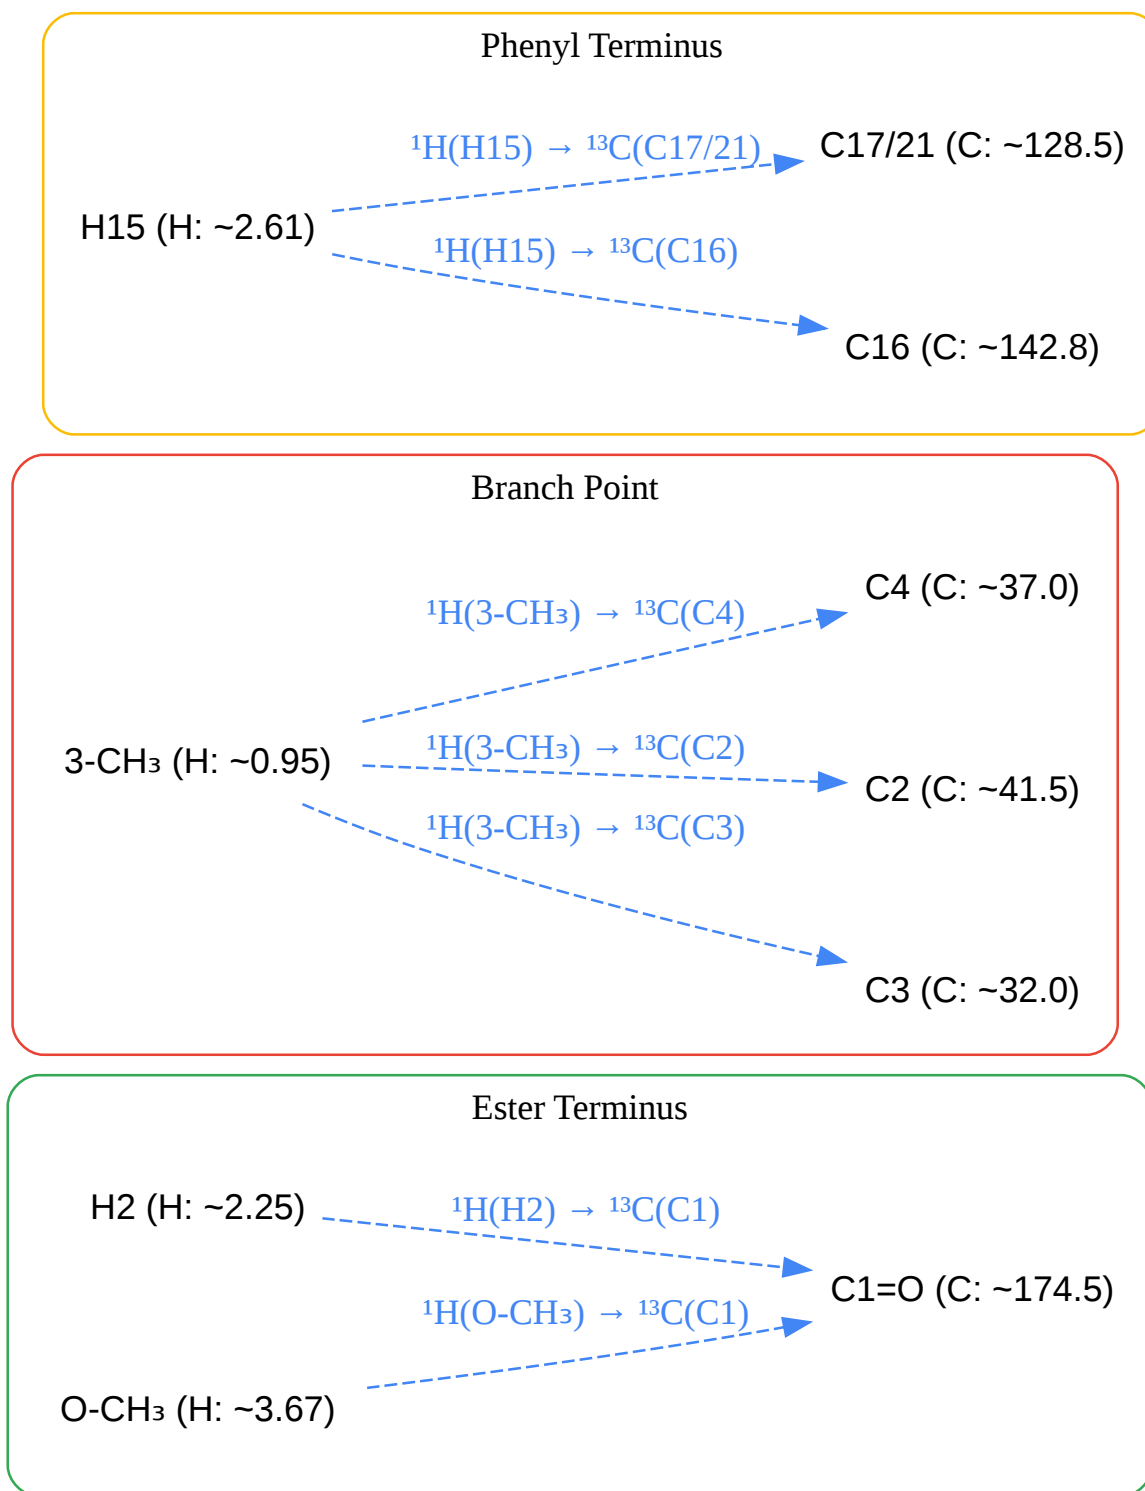 Phenyl Terminus
¹H(H15) → ¹³C(C17/21)
C17/21 (C: ~128.5)
H15 (H: ~2.61)
¹H(H15) → ¹³C(C16)
C16 (C: ~142.8)
Branch Point
C4 (C: ~37.0)
¹H(3-CH₃) → ¹³C(C4)
3-CH₃ (H: ~0.95)
¹H(3-CH₃) → ¹³C(C2)
C2 (C: ~41.5)
¹H(3-CH₃) → ¹³C(C3)
C3 (C: ~32.0)
Ester Terminus
H2 (H: ~2.25)
¹H(H2) → ¹³C(C1)
C1=O (C: ~174.5)
¹H(O-CH₃) → ¹³C(C1)
O-CH₃ (H: ~3.67)